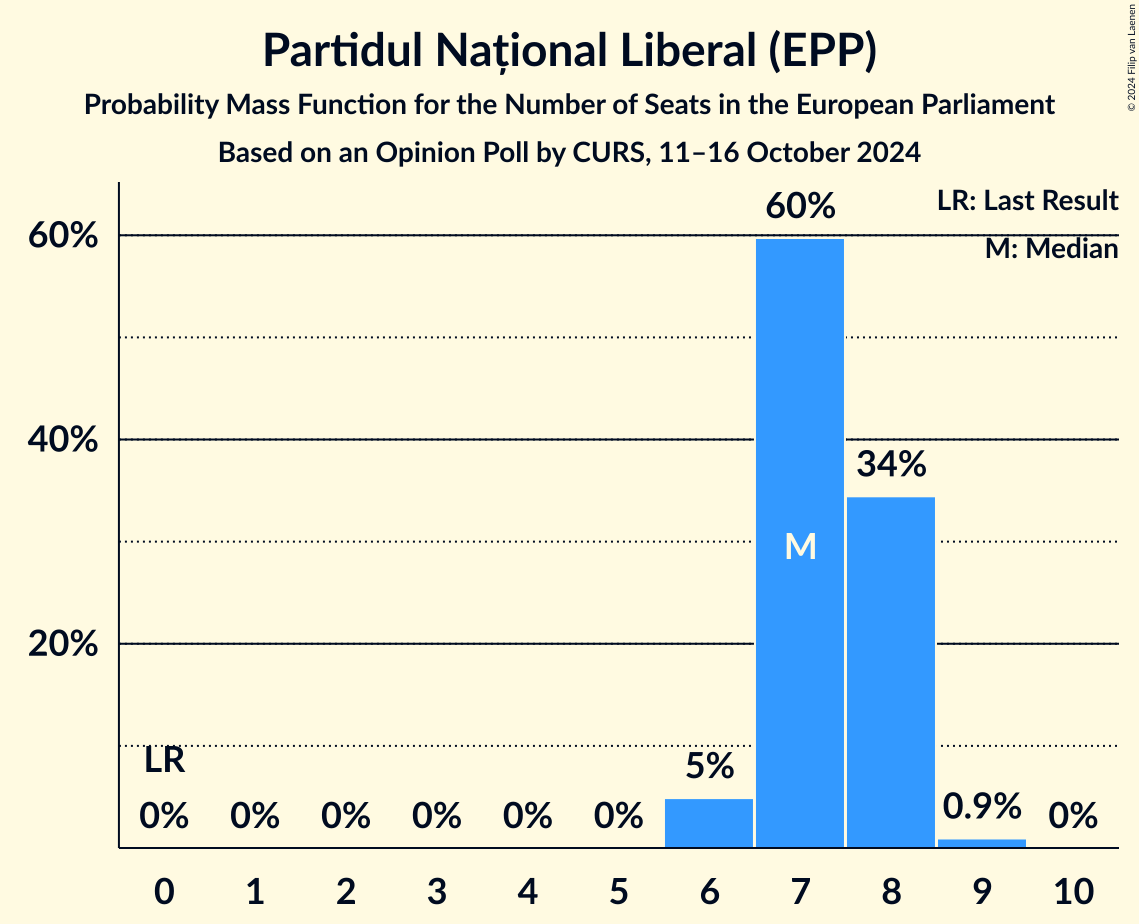 Partidul Național Liberal (EPP)
Probability Mass Function for the Number of Seats in the European Parliament
Based on an Opinion Poll by CURS, 11–16 October 2024
© 2024 Filip van Laenen
LR: Last Result
M: Median
60%
40%
20%
60%
34%
M
LR
5%
0.9%
0% 0% 0% 0% 0% 0% 0%
0 1 2 3 4 5 6 7 8 9 10